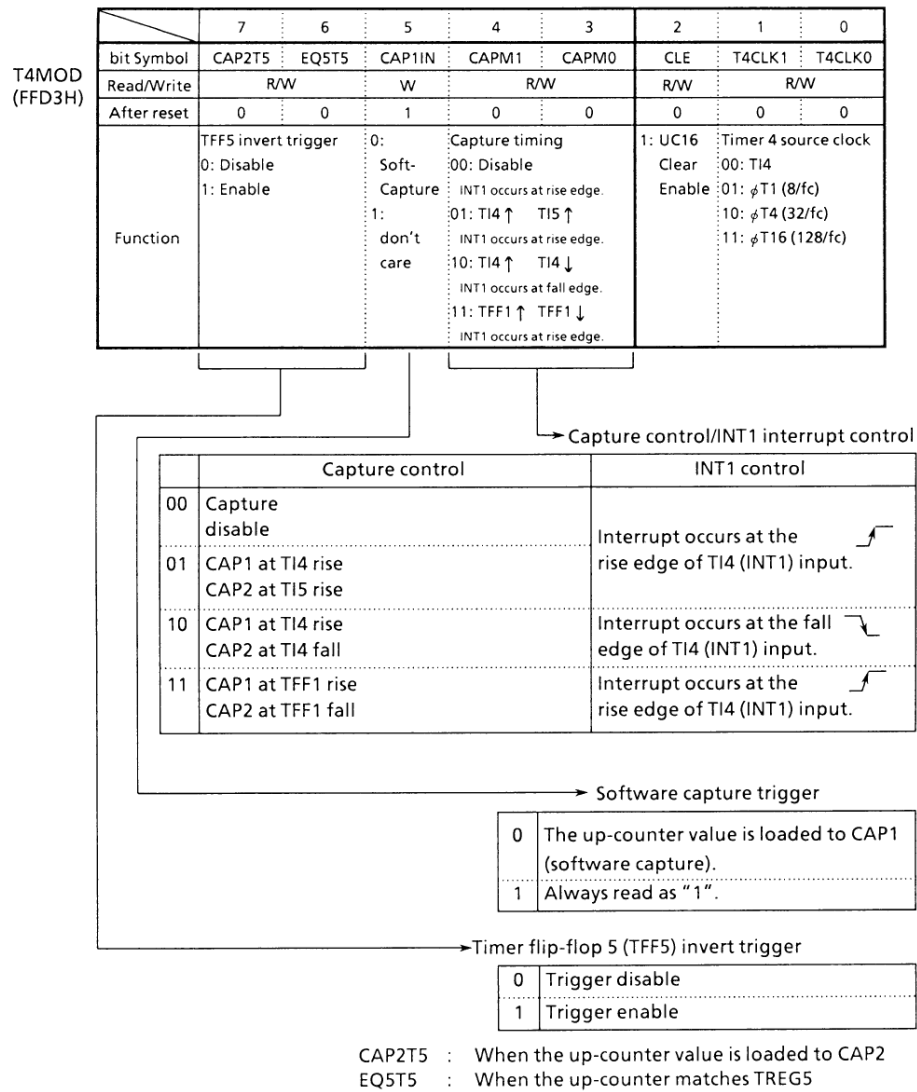 7 6 5 4 3 2 1 0
bit Symbol CAP2T5 EQ5T5 CAP1IN CAPM1 CAPM0 CLE T4CLK1 T4CLK0
T4MOD
(FFD3H)
Read/Write R/W W R/W R/W R/W
After reset 0 0 1 0 0 0 0 0
Function
TFF5 invert trigger
0: Disable
1: Enable
0:
Soft-
Capture
1:
don't
care
Capture timing
00: Disable
INT1 occurs at rise edge.
01: TI4↑ TI5↑
INT1 occurs at rise edge.
10: TI4↑ TI4↓
INT1 occurs at fall edge.
11: TFF1↑ TFF1↓
INT1 occurs at rise edge.
1: UC16
Clear
Enable
Timer 4 source clock
00: TI4
01: φT1 (8/fc)
10: φT4 (32/fc)
11: φT16 (128/fc)
Capture control/INT1 interrupt control
Capture control INT1 control
00 Capture
disable
01 CAP1 at TI4 rise
CAP2 at TI5 rise
Interrupt occurs at the
rise edge of TI4 (INT1) input.
10 CAP1 at TI4 rise
CAP2 at TI4 fall
Interrupt occurs at the fall
edge of TI4 (INT1) input.
11 CAP1 at TFF1 rise
CAP2 at TFF1 fall
Interrupt occurs at the
rise edge of TI4 (INT1) input.
Software capture trigger
0 The up-counter value is loaded to CAP1
(software capture).
1 Always read as "1".
Timer flip-flop 5 (TFF5) invert trigger
0 Trigger disable
1 Trigger enable
CAP2T5 : When the up-counter value is loaded to CAP2
EQ5T5 : When the up-counter matches TREG5